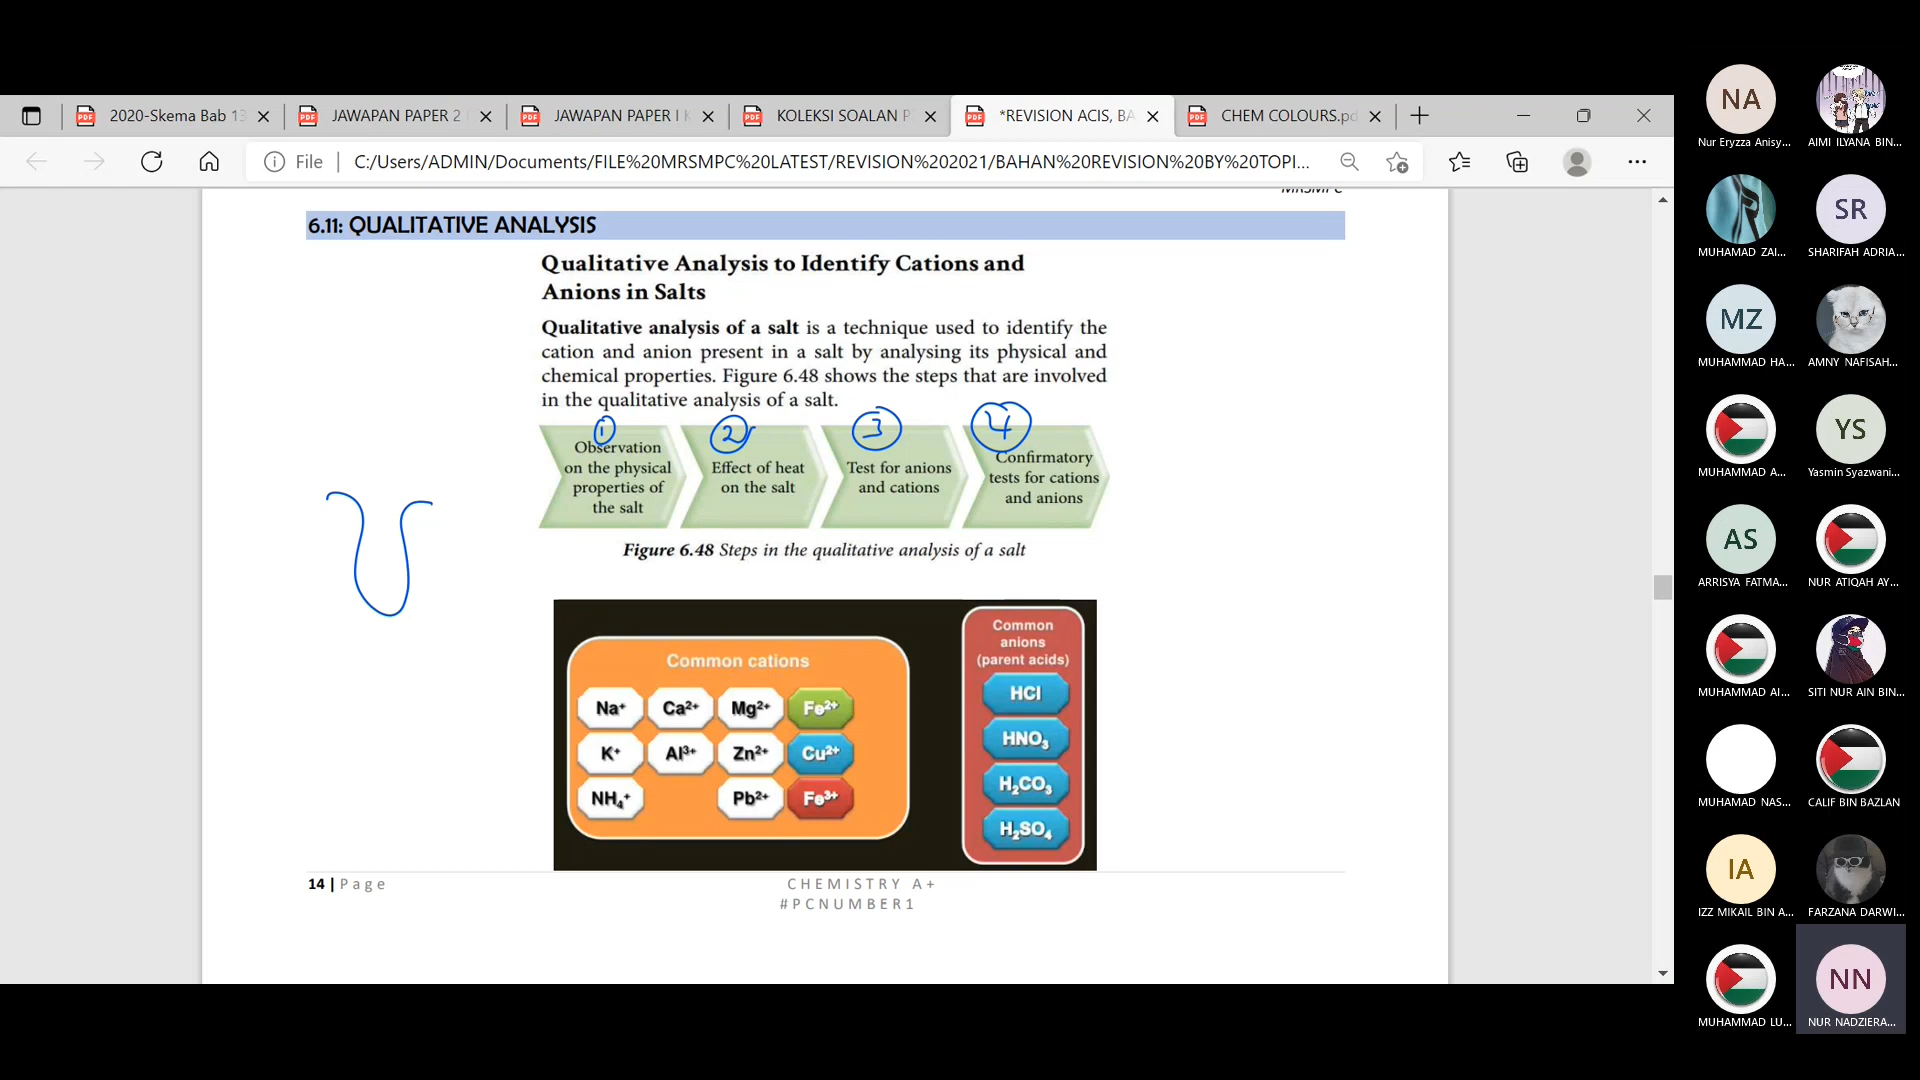 2020-Skema Bab 13
JAWAPAN PAPER 2
JAWAPAN PAPER I K
KOLEKSI SOALAN P
*REVISION ACIS, BA
CHEM COLOURS.pd
File
C:/Users/ADMIN/Documents/FILE%20MRSMPC%20LATEST/REVISION%202021/BAHAN%20REVISION%20BY%20TOPI...
MRSMPC
6.11: QUALITATIVE ANALYSIS
Qualitative Analysis to Identify Cations and
Anions in Salts
Qualitative analysis of a salt is a technique used to identify the
cation and anion present in a salt by analysing its physical and
chemical properties. Figure 6.48 shows the steps that are involved
in the qualitative analysis of a salt.
1
Observation
on the physical
properties of
the salt
2
Effect of heat
on the salt
3
Test for anions
and cations
4
Confirmatory
tests for cations
and anions
Figure 6.48 Steps in the qualitative analysis of a salt
Common cations
Na⁺ Ca²⁺ Mg²⁺ Fe²⁺
K⁺ Al³⁺ Zn²⁺ Cu²⁺
NH₄⁺ Pb²⁺ Fe³⁺
Common
anions
(parent acids)
HCl
HNO₃
H₂CO₃
H₂SO₄
14 | Page
CHEMISTRY A+
#PCNUMBER1
NA
Nur Eryzza Anisy...
AIMI ILYANA BIN...
MUHAMAD ZAI...
SR
SHARIFAH ADRIA...
MZ
MUHAMMAD HA...
AMNY NAFISAH...
MUHAMMAD A...
YS
Yasmin Syazwani...
AS
ARRISYA FATMA...
NUR ATIQAH AY...
MUHAMMAD AI...
SITI NUR AIN BIN...
MUHAMAD NAS...
CALIF BIN BAZLAN
IA
IZZ MIKAIL BIN A...
FARZANA DARWI...
MUHAMMAD LU...
NN
NUR NADZIERA...